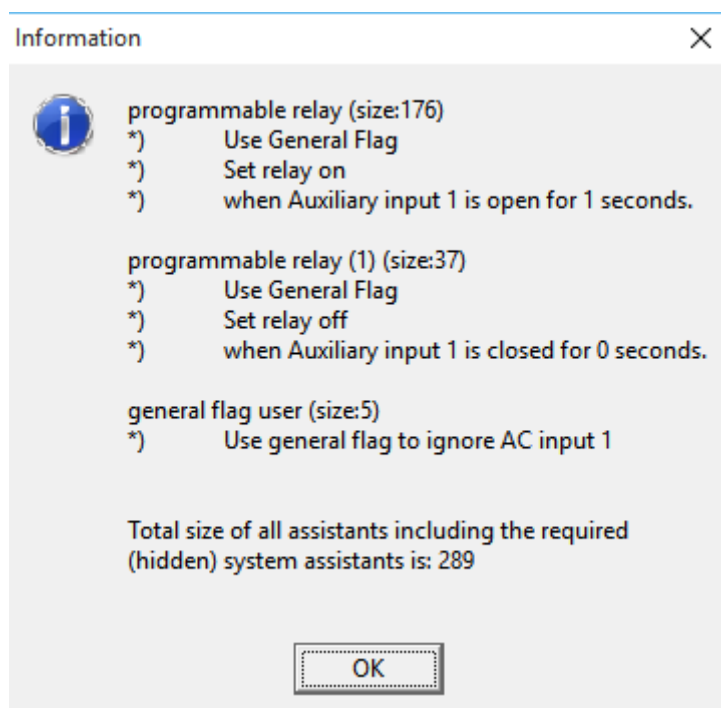 Information
programmable relay (size:176)
*) Use General Flag
*) Set relay on
*) when Auxiliary input 1 is open for 1 seconds.
programmable relay (1) (size:37)
*) Use General Flag
*) Set relay off
*) when Auxiliary input 1 is closed for 0 seconds.
general flag user (size:5)
*) Use general flag to ignore AC input 1
Total size of all assistants including the required
(hidden) system assistants is: 289
OK